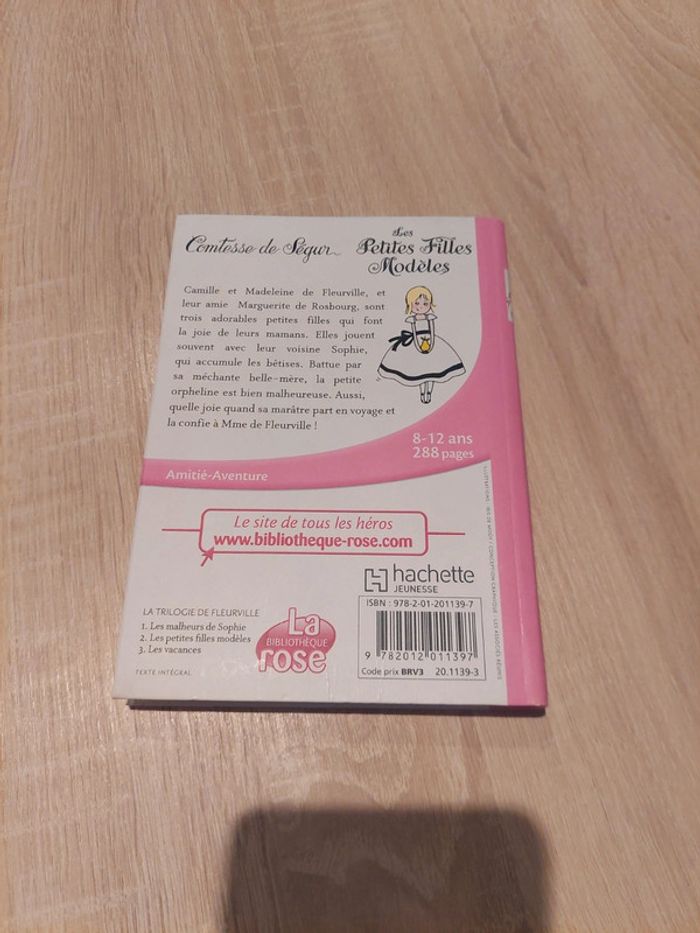 Comtesse de Ségur
Les
Petites Filles
Modèles
Camille et Madeleine de Fleurville, et
leur amie Marguerite de Rosbourg, sont
trois adorables petites filles qui font
la joie de leurs mamans. Elles jouent
souvent avec leur voisine Sophie,
qui accumule les bêtises. Battue par
sa méchante belle-mère, la petite
orpheline est bien malheureuse. Aussi,
quelle joie quand sa marâtre part en voyage et
la confie à Mme de Fleurville !
8-12 ans
288 pages
Amitié-Aventure
Le site de tous les héros
www.bibliotheque-rose.com
hachette
JEUNESSE
ISBN : 978-2-01-201139-7
9 782012 011397
Code prix BRV3 20.1139-3
LA TRILOGIE DE FLEURVILLE
1. Les malheurs de Sophie
2. Les petites filles modèles
3. Les vacances
TEXTE INTÉGRAL
La
BIBLIOTHÈQUE
rose